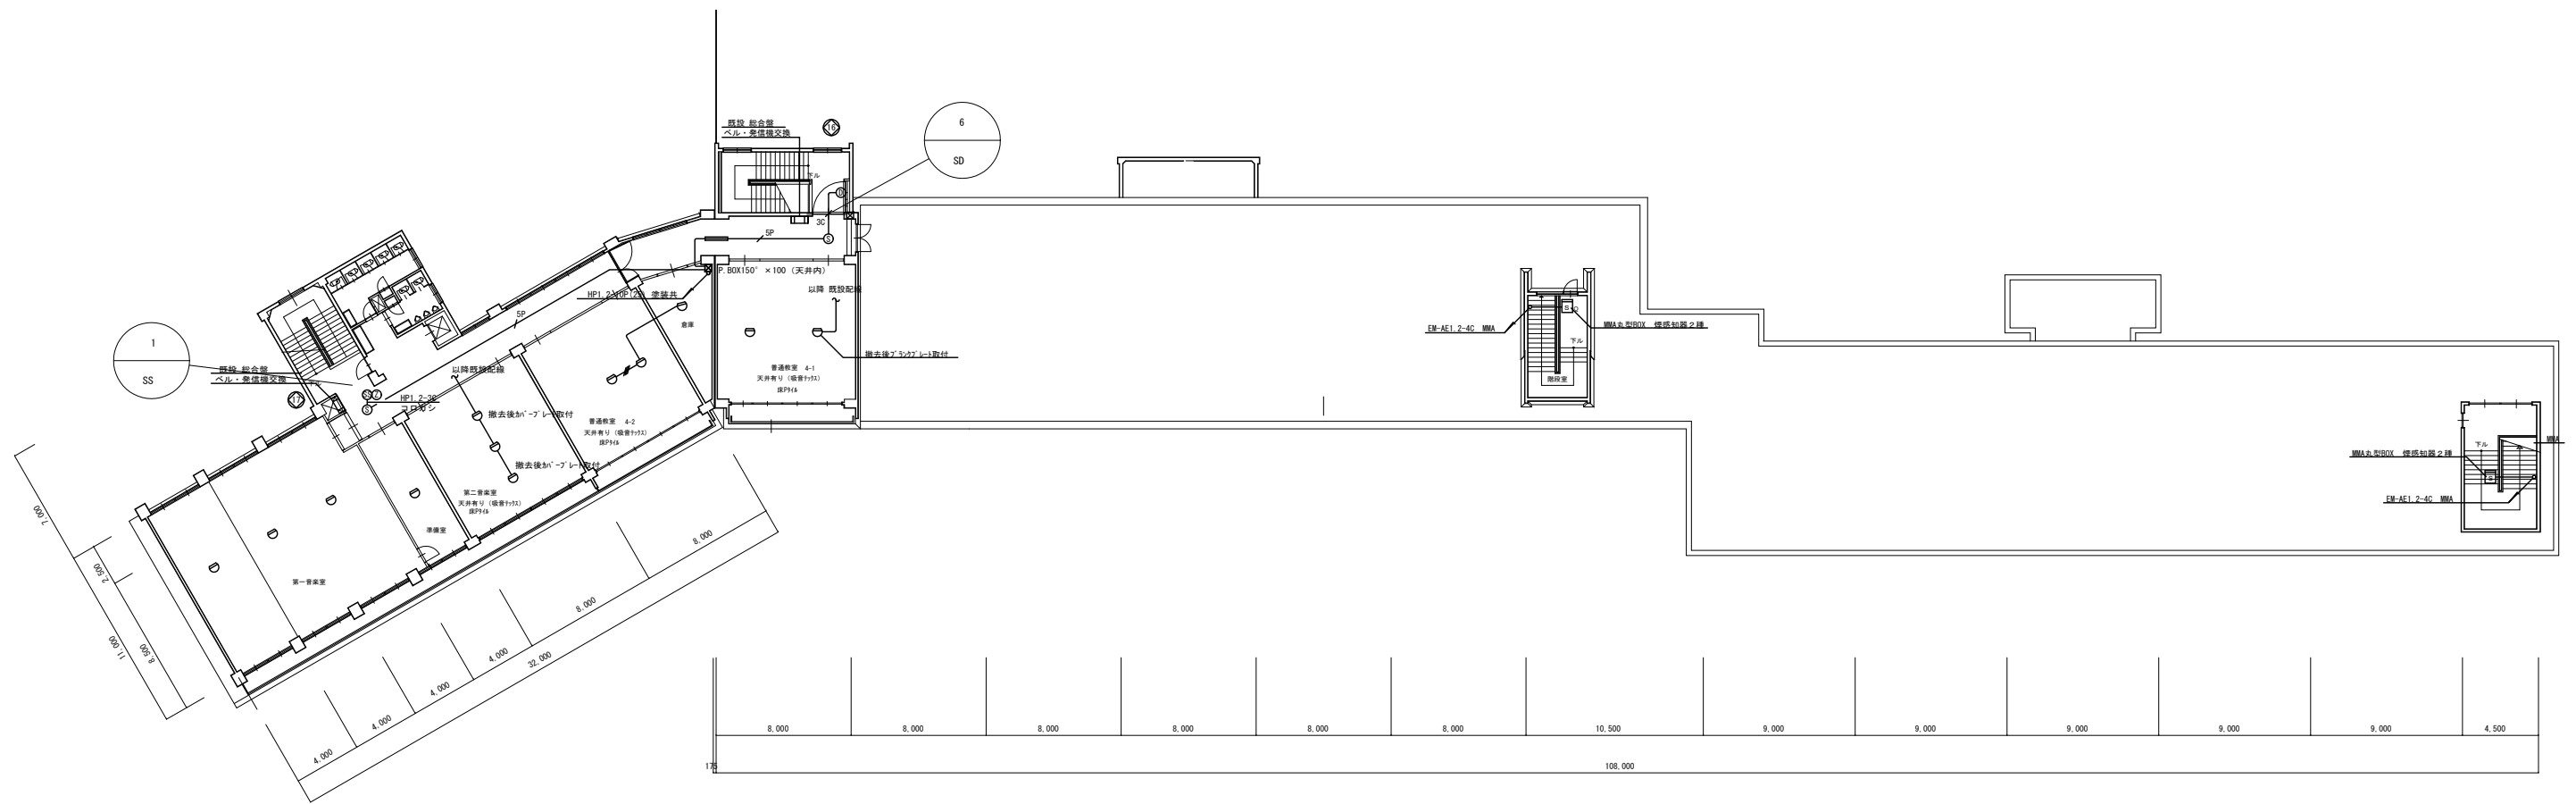 既設 総合盤
ベル・発信機交換
16
6
SD
下ル
3C
S
5P
P.BOX150°×100 (天井内)
以降 既設配線
倉庫
5P
撤去後ブランクプレート取付
普通教室 4-1
天井有り (吸音テックス)
床Pタイル
1
SS
既設 総合盤
ベル・発信機交換
17
HP1.2-3C
コロガシ
S
以降既設配線
撤去後カバープレート取付
普通教室 4-2
天井有り (吸音テックス)
床Pタイル
撤去後カバープレート取付
第二音楽室
天井有り (吸音テックス)
床Pタイル
準備室
第一音楽室
EM-AE1.2-4C MMA
S
MMA丸型BOX 煙感知器2種
下ル
階段室
下ル
MMA
MMA丸型BOX 煙感知器2種
S
EM-AE1.2-4C MMA
7,000
2,500
8,500
11,000
4,000
4,000
4,000
4,000
8,000
8,000
32,000
8,000
8,000
8,000
8,000
8,000
8,000
10,500
9,000
9,000
9,000
9,000
9,000
4,500
175
108,000